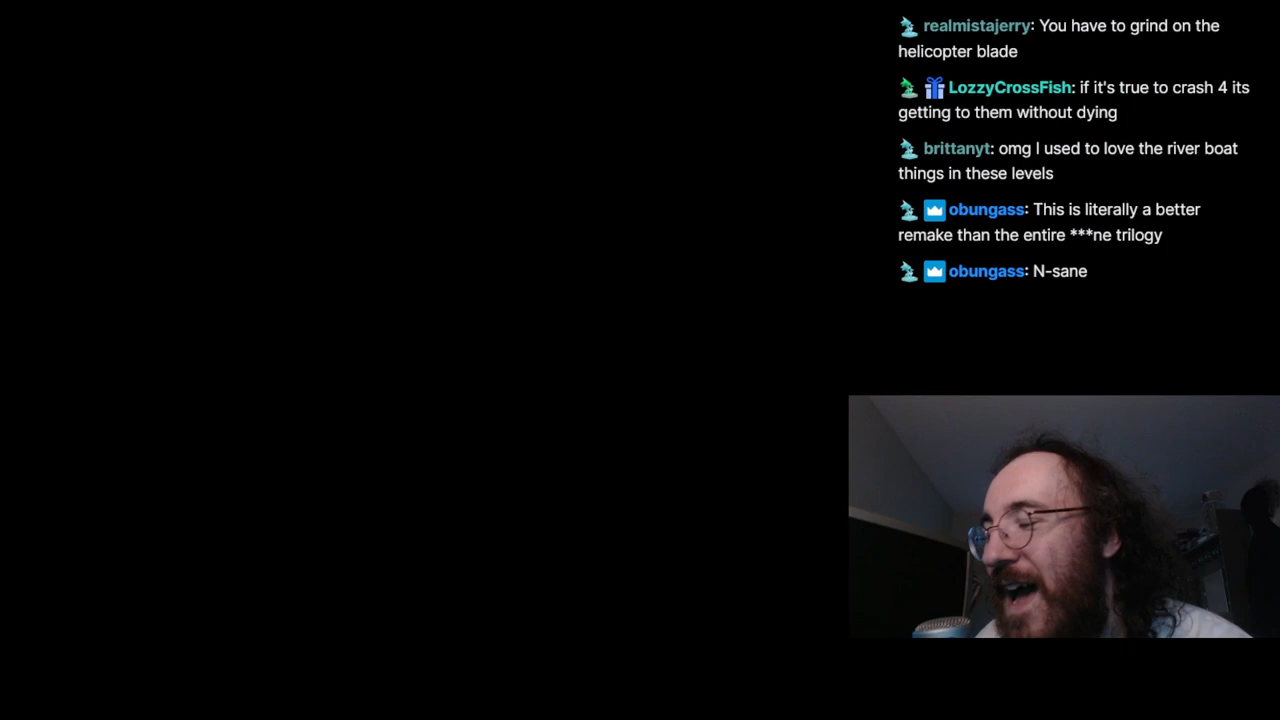 realmistajerry: You have to grind on the
helicopter blade
LozzyCrossFish: if it's true to crash 4 its
getting to them without dying
brittanyt: omg I used to love the river boat
things in these levels
obungass: This is literally a better
remake than the entire ***ne trilogy
obungass: N-sane